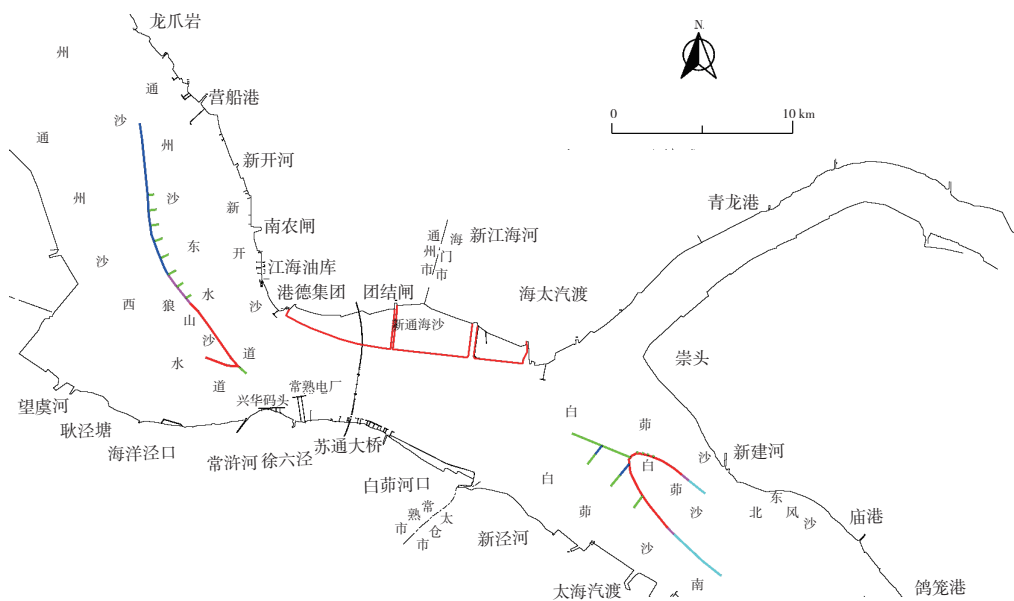 龙爪岩
州
通
营船港
沙
通
州
新开河
州
沙
新
南农闸
东
开
沙
江海油库
水
西
狼
山
沙
沙
道
水
道
港德集团
团结闸
通州市
海门市
新江海河
新通海沙
海太汽渡
青龙港
N
0
10 km
崇头
望虞河
耿泾塘
海洋泾口
兴华码头
常熟电厂
常浒河
徐六泾
苏通大桥
白茆河口
常熟市
太仓市
新泾河
太海汽渡
白
茆
沙
北
白
茆
沙
白
茆
沙
南
新建河
东
风
沙
庙港
鸽笼港